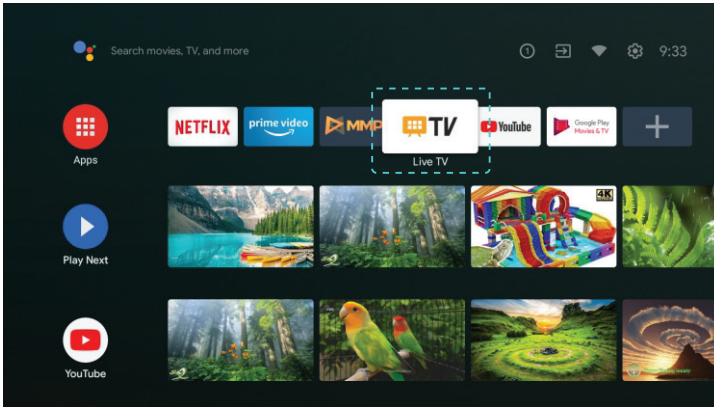 Search movies, TV, and more
1
9:33
Apps
NETFLIX
prime video
MMP
TV
YouTube
Google Play
Movies & TV
Live TV
Play Next
4K
YouTube